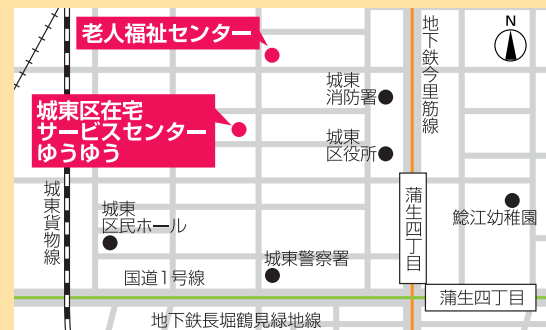 老人福祉センター
地下鉄今里筋線
N
城東
消防署
城東区在宅
サービスセンター
ゆうゆう
城東
区役所
城東貨物線
蒲生四丁目
城東
区民ホール
鯰江幼稚園
城東警察署
国道1号線
蒲生四丁目
地下鉄長堀鶴見緑地線